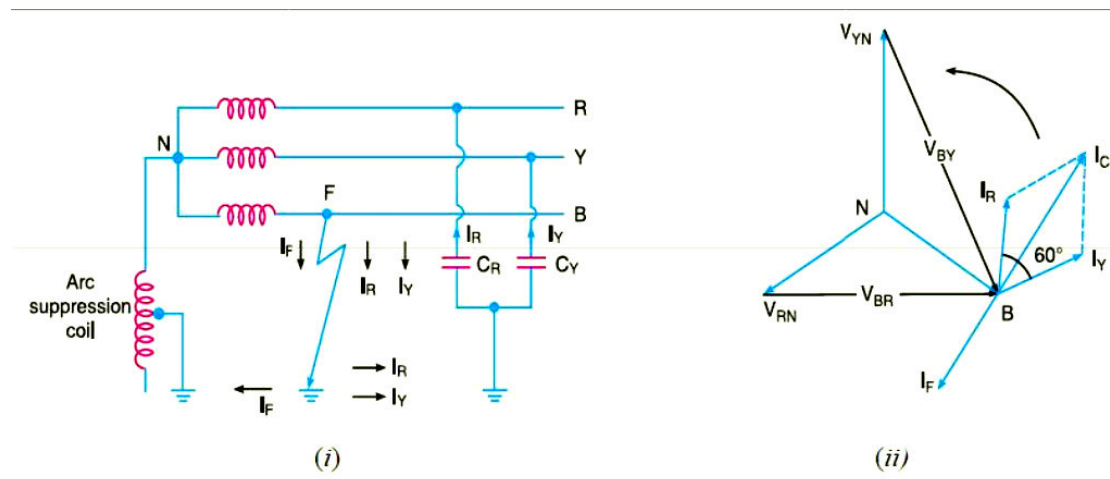 R
N
Y
F
B
I_F
I_R
I_Y
I_R
C_R
I_Y
C_Y
Arc
suppression
coil
I_R
I_F
I_Y
(i)
V_YN
V_BY
I_C
I_R
N
60°
I_Y
V_RN
V_BR
B
I_F
(ii)